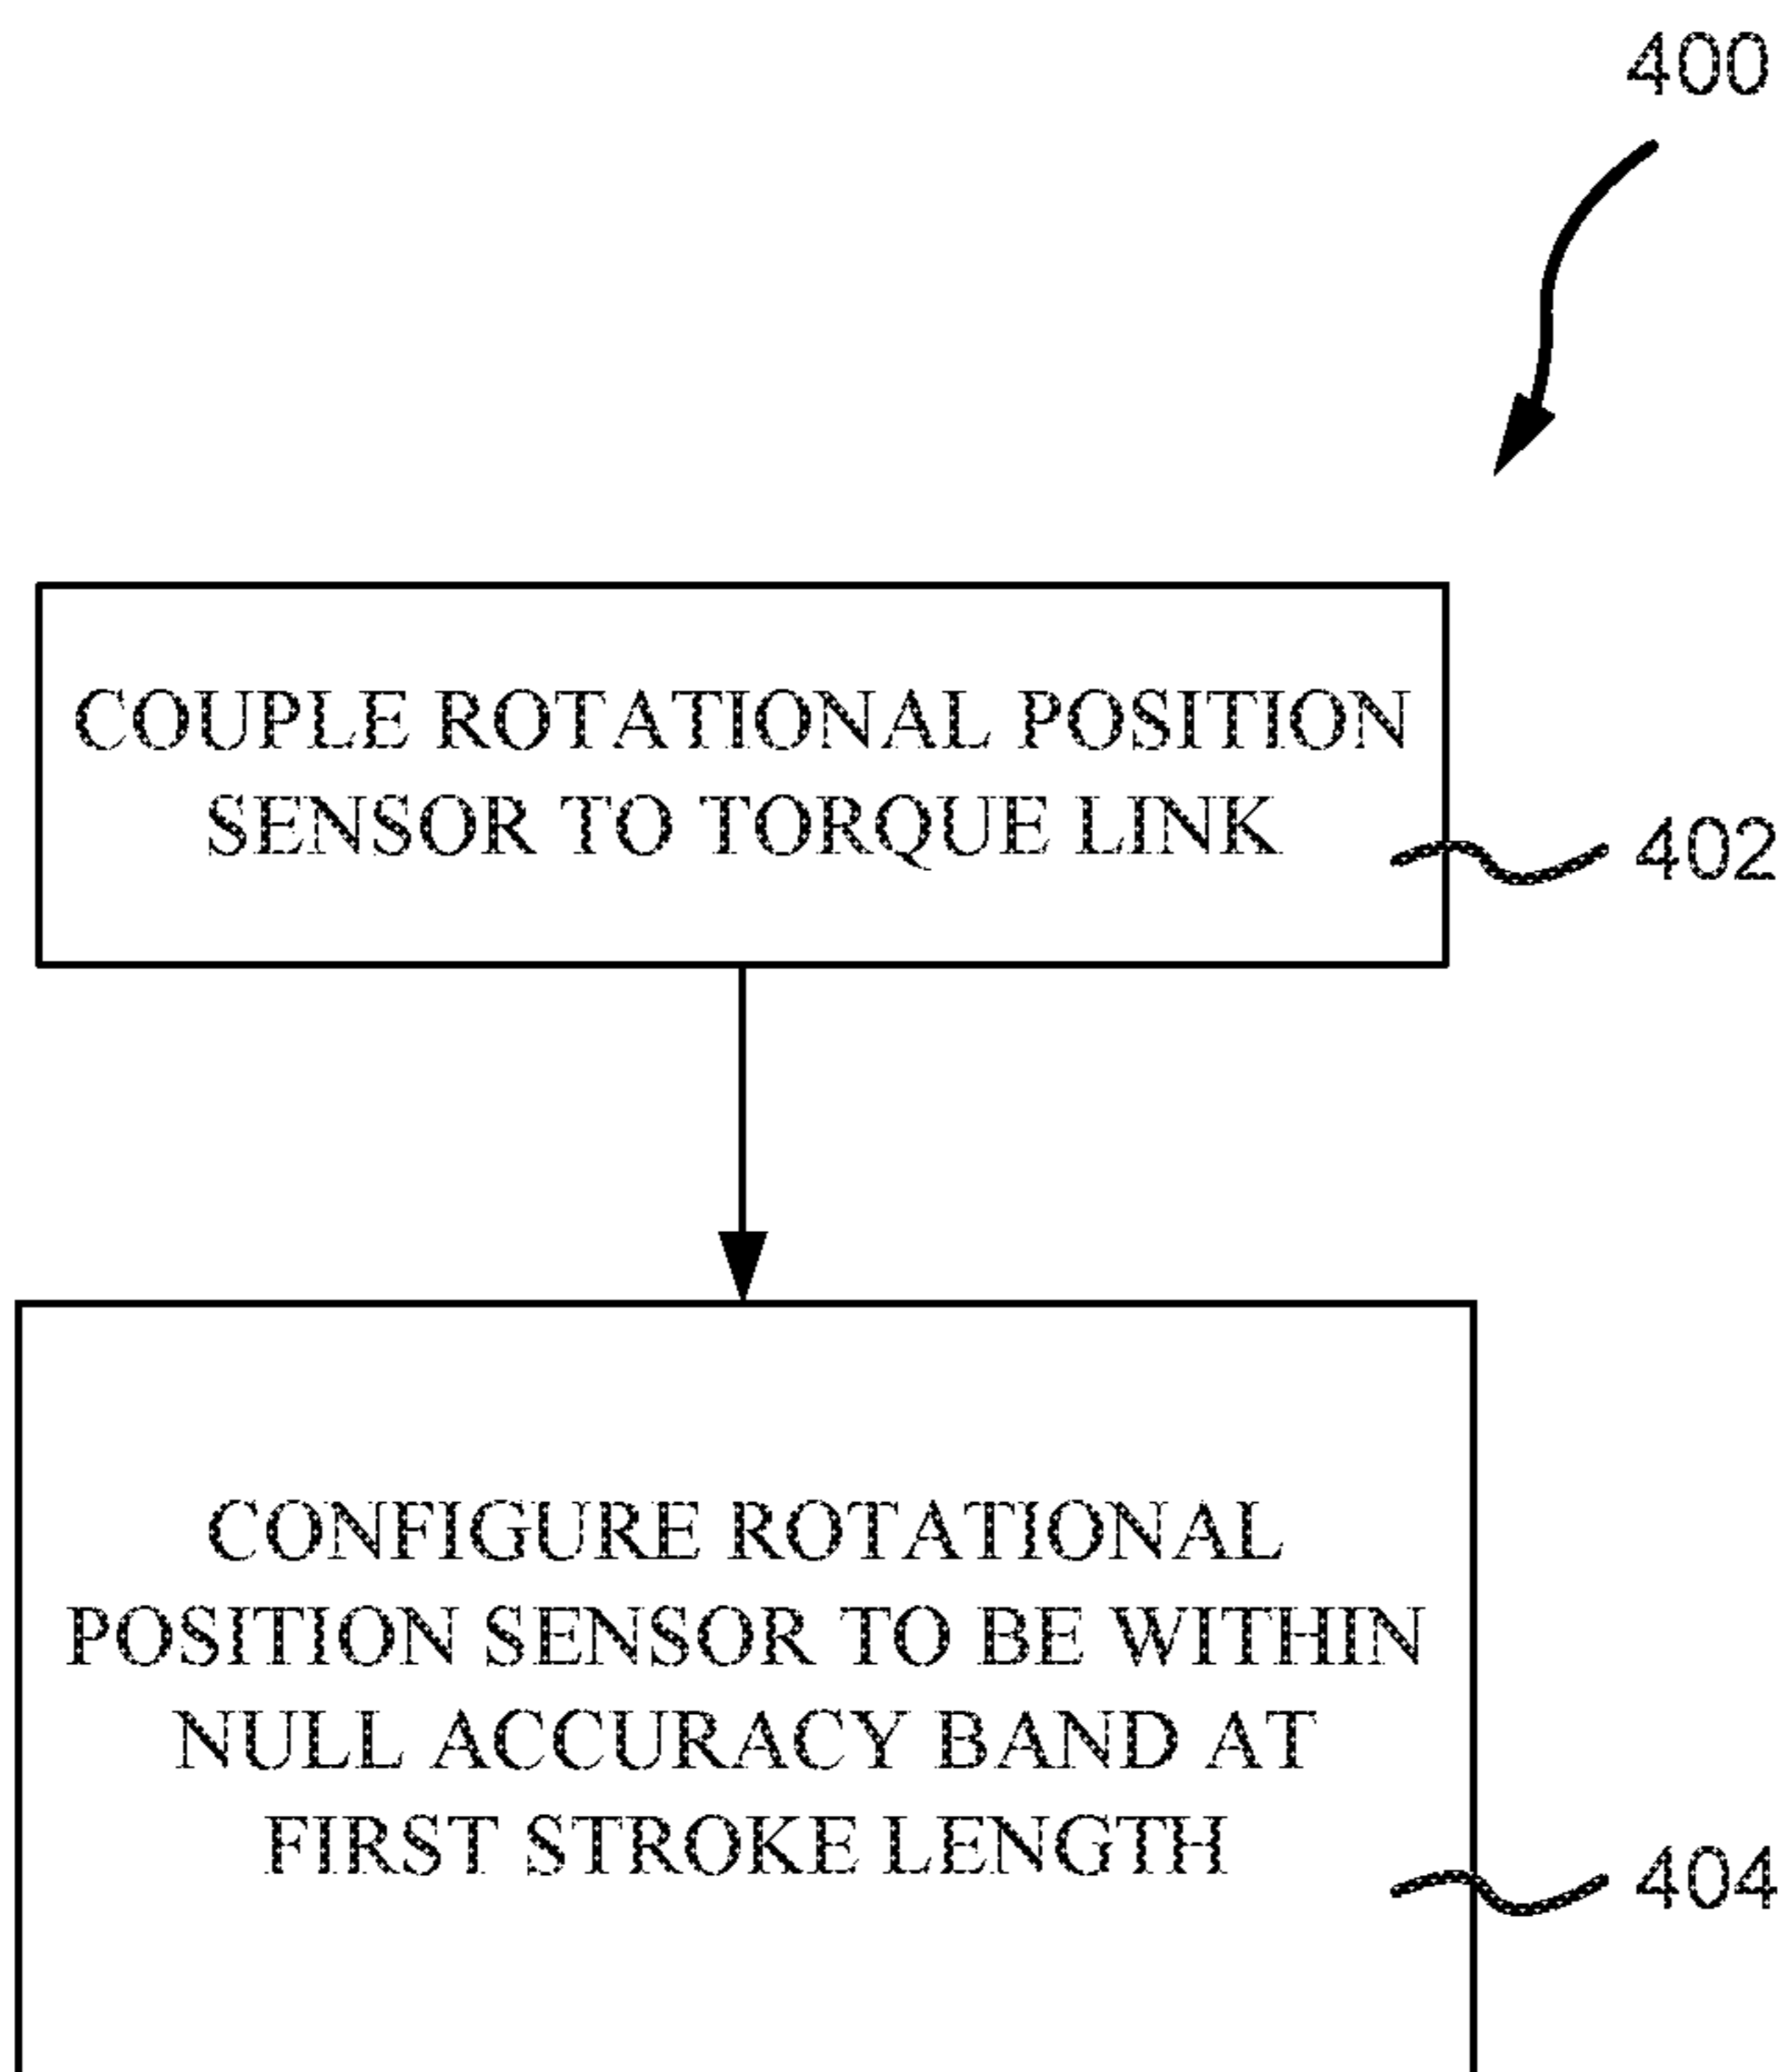 400
COUPLE ROTATIONAL POSITION
SENSOR TO TORQUE LINK
402
CONFIGURE ROTATIONAL
POSITION SENSOR TO BE WITHIN
NULL ACCURACY BAND AT
FIRST STROKE LENGTH
404